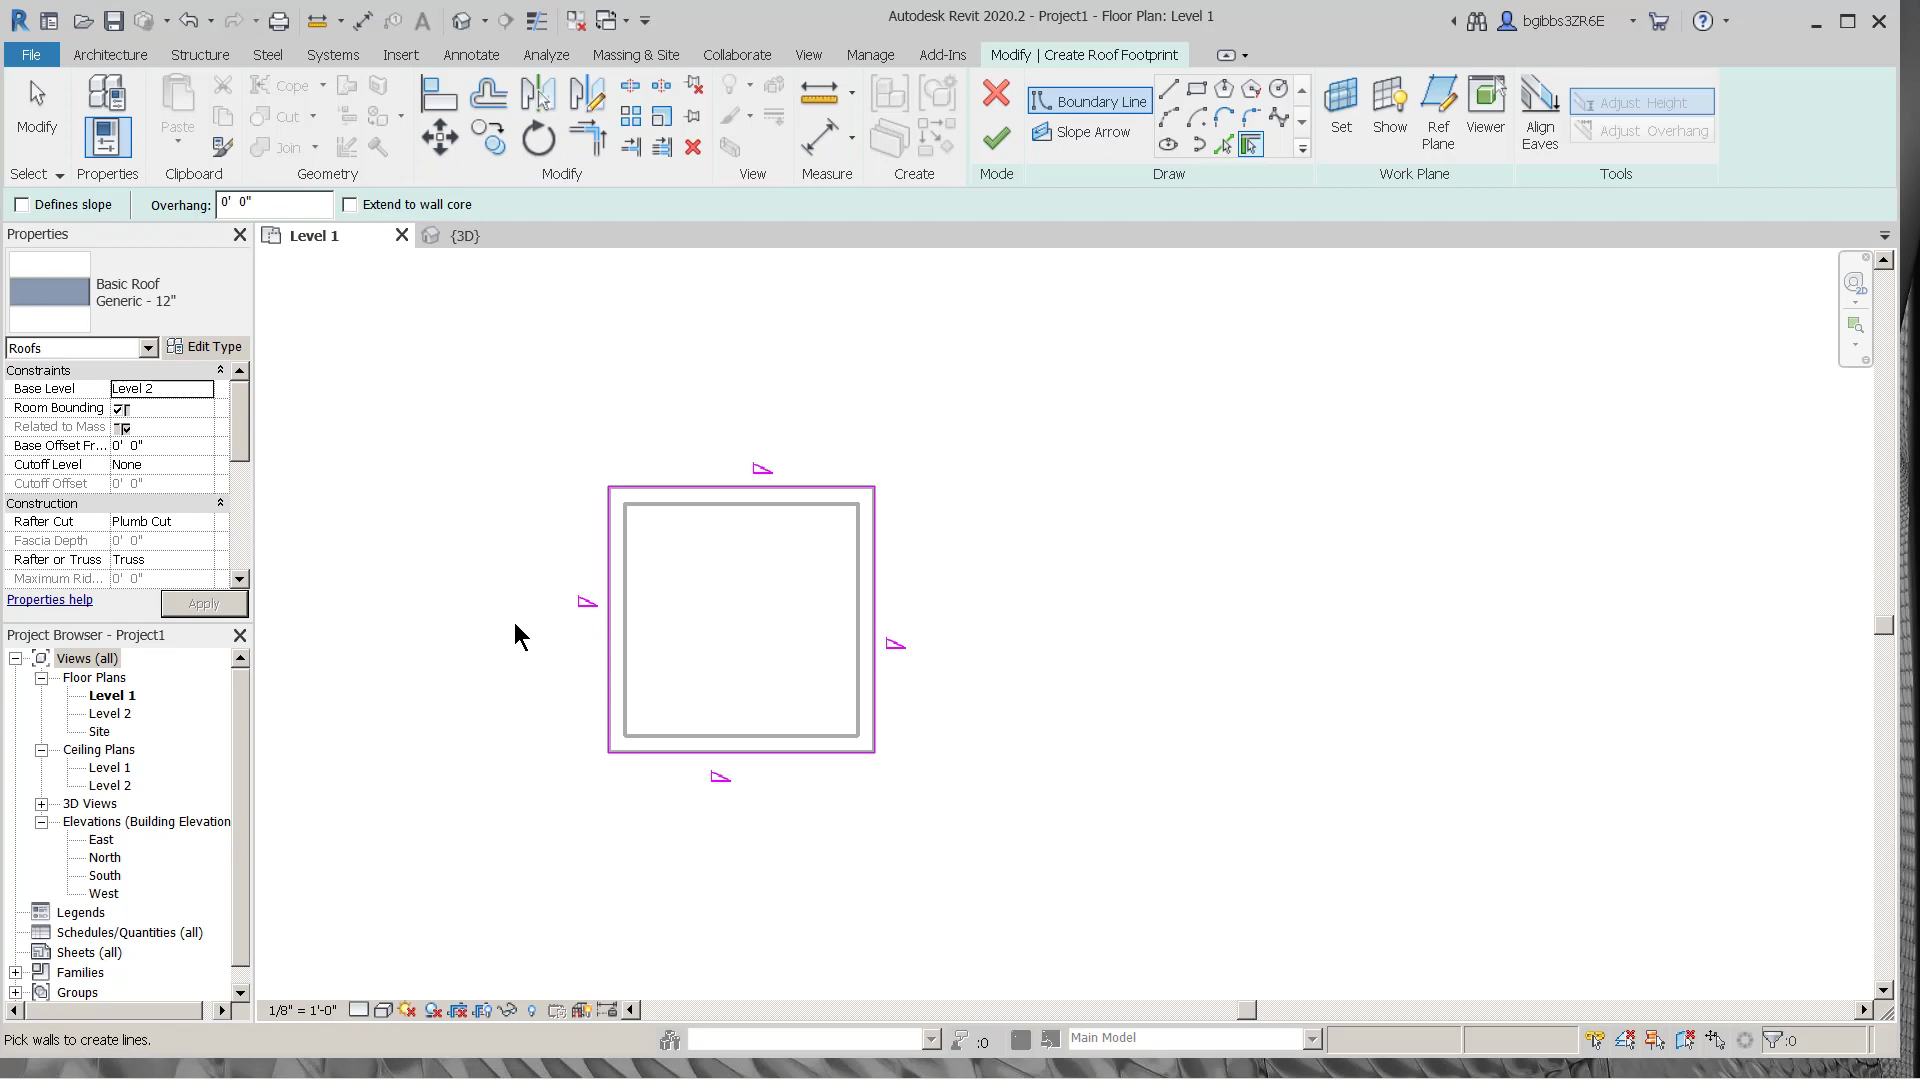 Autodesk Revit 2020.2 - Project1 - Floor Plan: Level 1
bgibbs3ZR6E
File Architecture Structure Steel Systems Insert Annotate Analyze Massing & Site Collaborate View Manage Add-Ins Modify | Create Roof Footprint
Modify
Paste
Cope
Cut
Join
Boundary Line
Slope Arrow
Set
Show
Ref
Plane
Viewer
Align
Eaves
Adjust Height
Adjust Overhang
Select Properties Clipboard Geometry Modify View Measure Create Mode Draw Work Plane Tools
Defines slope Overhang: 0' 0" Extend to wall core
Properties
Level 1
{3D}
Basic Roof
Generic - 12"
Roofs
Edit Type
Constraints
Base Level Level 2
Room Bounding
Related to Mass
Base Offset Fr... 0' 0"
Cutoff Level None
Cutoff Offset 0' 0"
Construction
Rafter Cut Plumb Cut
Fascia Depth 0' 0"
Rafter or Truss Truss
Maximum Rid... 0' 0"
Properties help
Apply
Project Browser - Project1
Views (all)
Floor Plans
Level 1
Level 2
Site
Ceiling Plans
Level 1
Level 2
3D Views
Elevations (Building Elevation
East
North
South
West
Legends
Schedules/Quantities (all)
Sheets (all)
Families
Groups
2D
1/8" = 1'-0"
Pick walls to create lines.
:0
Main Model
:0